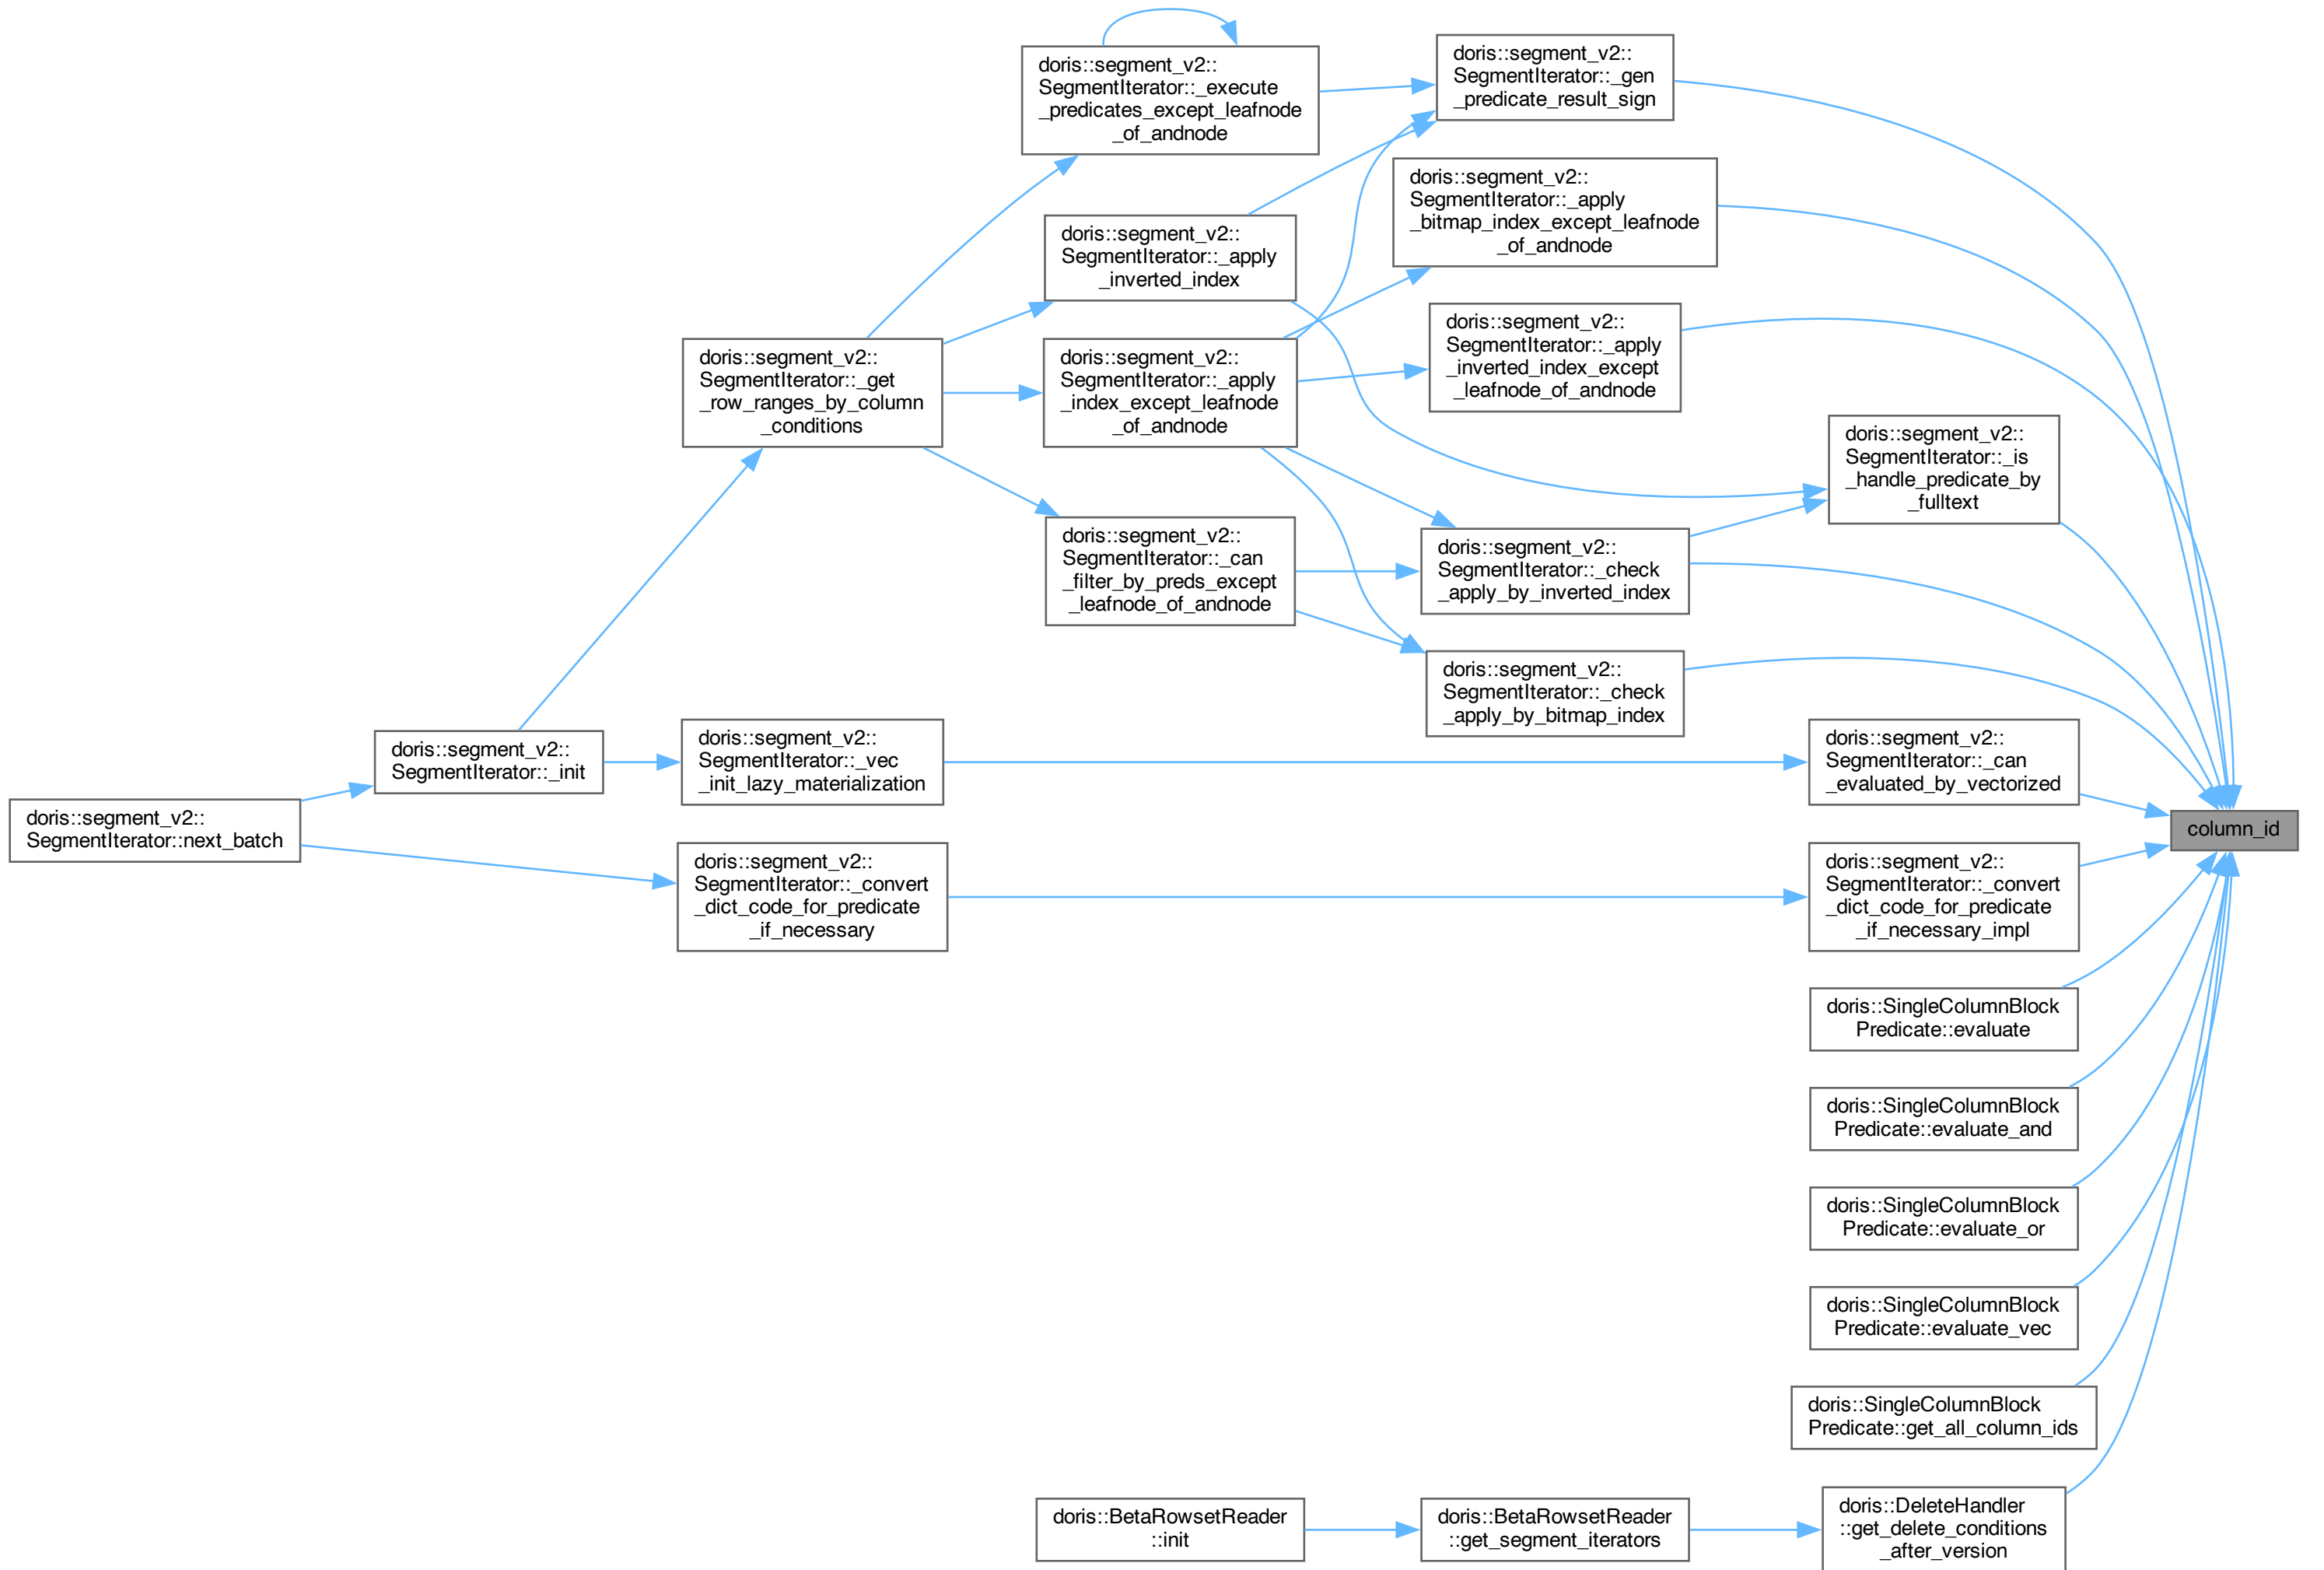 doris::segment_v2::
SegmentIterator::_execute
_predicates_except_leafnode
_of_andnode
doris::segment_v2::
SegmentIterator::_gen
_predicate_result_sign
doris::segment_v2::
SegmentIterator::_apply
_bitmap_index_except_leafnode
_of_andnode
doris::segment_v2::
SegmentIterator::_apply
_inverted_index
doris::segment_v2::
SegmentIterator::_apply
_inverted_index_except
_leafnode_of_andnode
doris::segment_v2::
SegmentIterator::_get
_row_ranges_by_column
_conditions
doris::segment_v2::
SegmentIterator::_apply
_index_except_leafnode
_of_andnode
doris::segment_v2::
SegmentIterator::_is
_handle_predicate_by
_fulltext
doris::segment_v2::
SegmentIterator::_can
_filter_by_preds_except
_leafnode_of_andnode
doris::segment_v2::
SegmentIterator::_check
_apply_by_inverted_index
doris::segment_v2::
SegmentIterator::_check
_apply_by_bitmap_index
doris::segment_v2::
SegmentIterator::_init
doris::segment_v2::
SegmentIterator::_vec
_init_lazy_materialization
doris::segment_v2::
SegmentIterator::_can
_evaluated_by_vectorized
doris::segment_v2::
SegmentIterator::next_batch
column_id
doris::segment_v2::
SegmentIterator::_convert
_dict_code_for_predicate
_if_necessary
doris::segment_v2::
SegmentIterator::_convert
_dict_code_for_predicate
_if_necessary_impl
doris::SingleColumnBlock
Predicate::evaluate
doris::SingleColumnBlock
Predicate::evaluate_and
doris::SingleColumnBlock
Predicate::evaluate_or
doris::SingleColumnBlock
Predicate::evaluate_vec
doris::SingleColumnBlock
Predicate::get_all_column_ids
doris::BetaRowsetReader
::init
doris::BetaRowsetReader
::get_segment_iterators
doris::DeleteHandler
::get_delete_conditions
_after_version